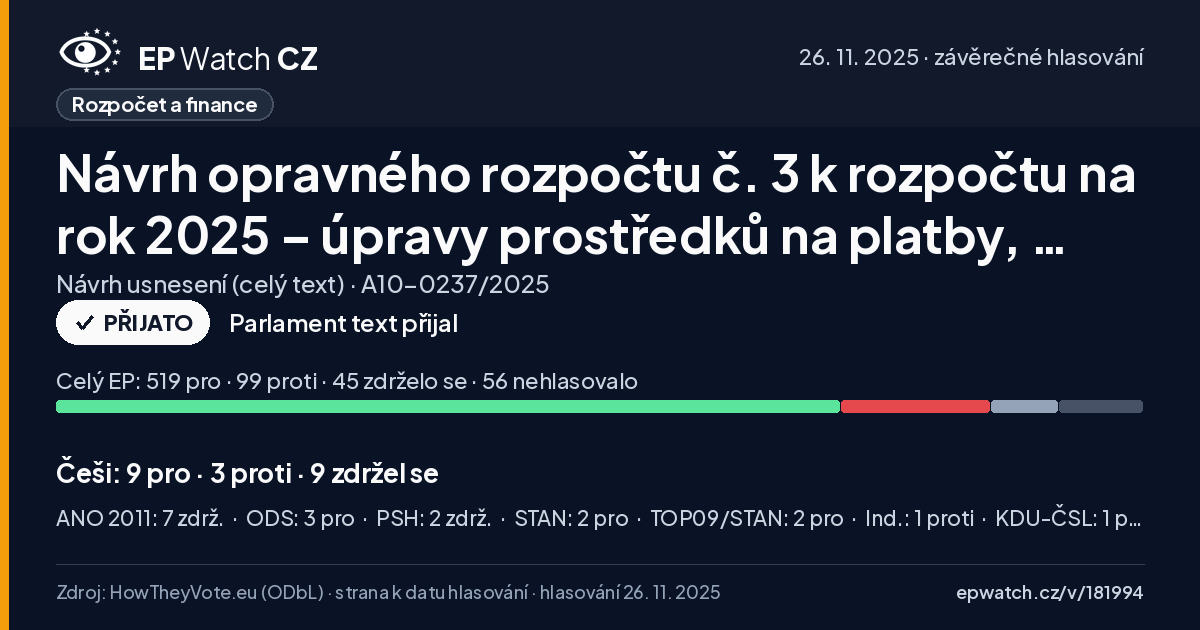 EP Watch CZ
26. 11. 2025 · závěrečné hlasování
Rozpočet a finance
Návrh opravného rozpočtu č. 3 k rozpočtu na
rok 2025 – úpravy prostředků na platby, …
Návrh usnesení (celý text) · A10–0237/2025
✓ PŘIJATO Parlament text přijal
Celý EP: 519 pro · 99 proti · 45 zdrželo se · 56 nehlasovalo
Češi: 9 pro · 3 proti · 9 zdržel se
ANO 2011: 7 zdrž. · ODS: 3 pro · PSH: 2 zdrž. · STAN: 2 pro · TOP09/STAN: 2 pro · Ind.: 1 proti · KDU-ČSL: 1 p…
Zdroj: HowTheyVote.eu (ODbL) · strana k datu hlasování · hlasování 26. 11. 2025
epwatch.cz/v/181994